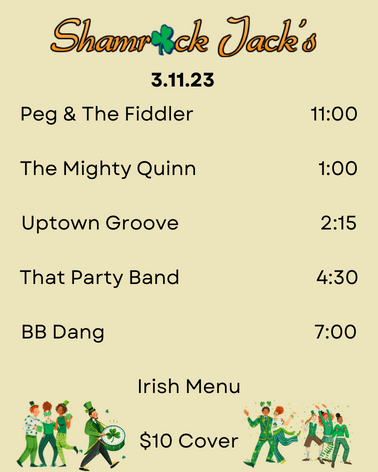 Shamrock Jack's
3.11.23
Peg & The Fiddler 11:00
The Mighty Quinn 1:00
Uptown Groove 2:15
That Party Band 4:30
BB Dang 7:00
Irish Menu
$10 Cover